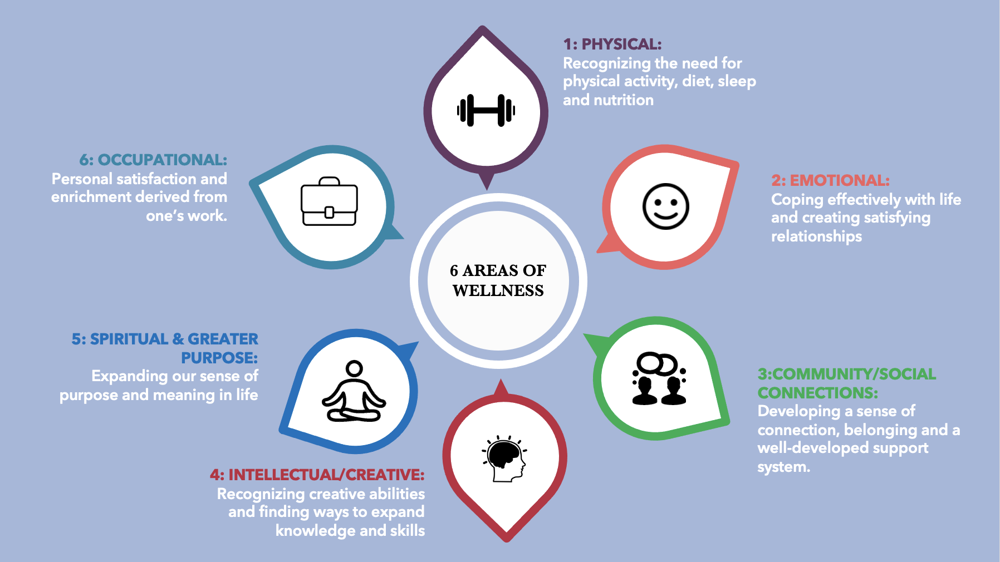 1: PHYSICAL:
Recognizing the need for
physical activity, diet, sleep
and nutrition
2: EMOTIONAL:
Coping effectively with life
and creating satisfying
relationships
3:COMMUNITY/SOCIAL
CONNECTIONS:
Developing a sense of
connection, belonging and a
well-developed support
system.
4: INTELLECTUAL/CREATIVE:
Recognizing creative abilities
and finding ways to expand
knowledge and skills
5: SPIRITUAL & GREATER
PURPOSE:
Expanding our sense of
purpose and meaning in life
6: OCCUPATIONAL:
Personal satisfaction and
enrichment derived from
one’s work.
6 AREAS OF
WELLNESS